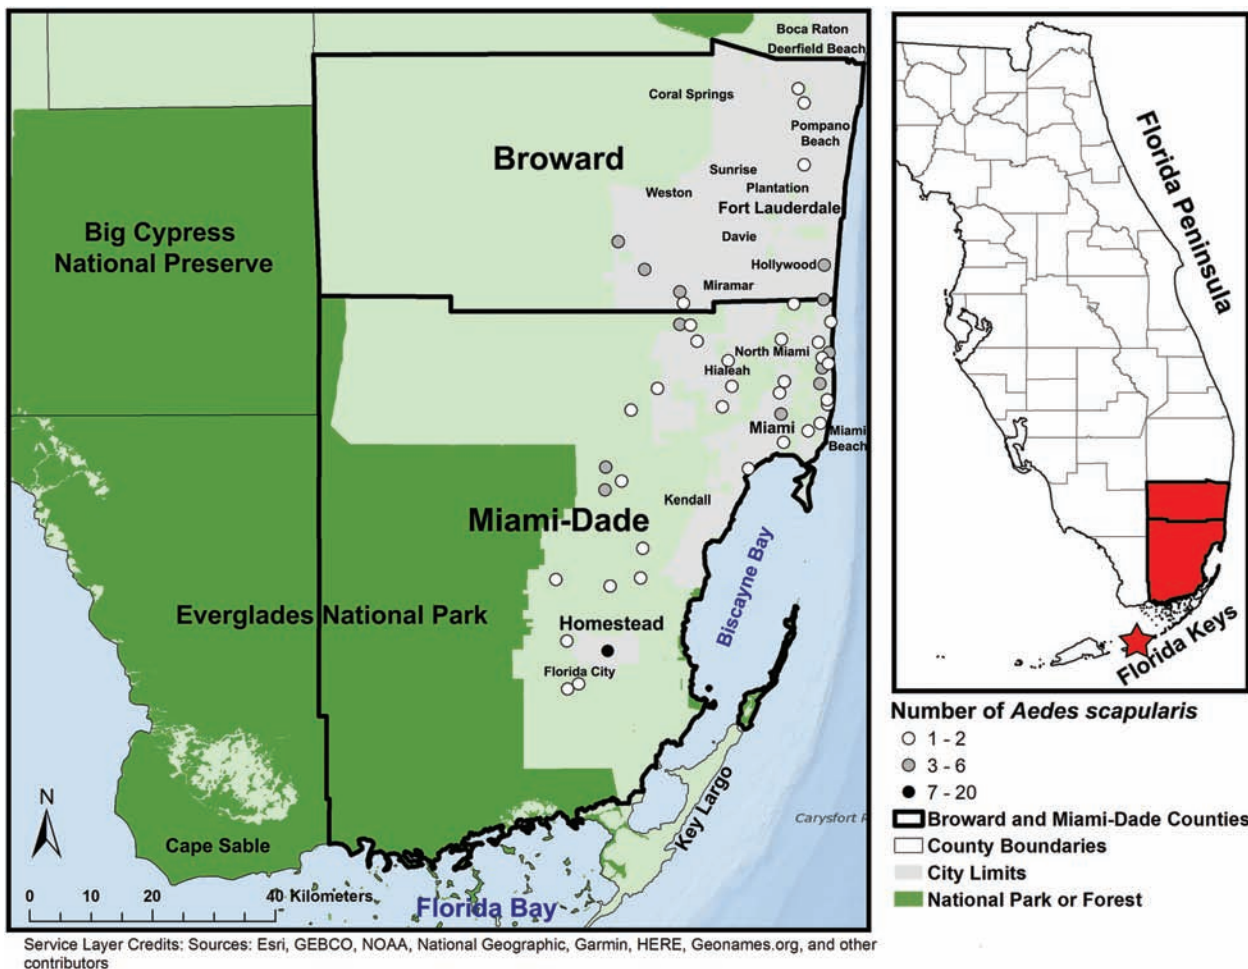 Boca Raton
Deerfield Beach
Coral Springs
Pompano
Beach
Broward
Sunrise
Plantation
Weston
Fort Lauderdale
Big Cypress
National Preserve
Davie
Hollywood
Miramar
North Miami
Hialeah
Miami
Miami
Beach
Kendall
Miami-Dade
Biscayne Bay
Everglades National Park
Homestead
Florida City
N
Key Largo
Carysfort
Cape Sable
0 10 20 40 Kilometers
Florida Bay
Service Layer Credits: Sources: Esri, GEBCO, NOAA, National Geographic, Garmin, HERE, Geonames.org, and other
contributors
Florida Peninsula
Florida Keys
Number of Aedes scapularis
1 - 2
3 - 6
7 - 20
Broward and Miami-Dade Counties
County Boundaries
City Limits
National Park or Forest